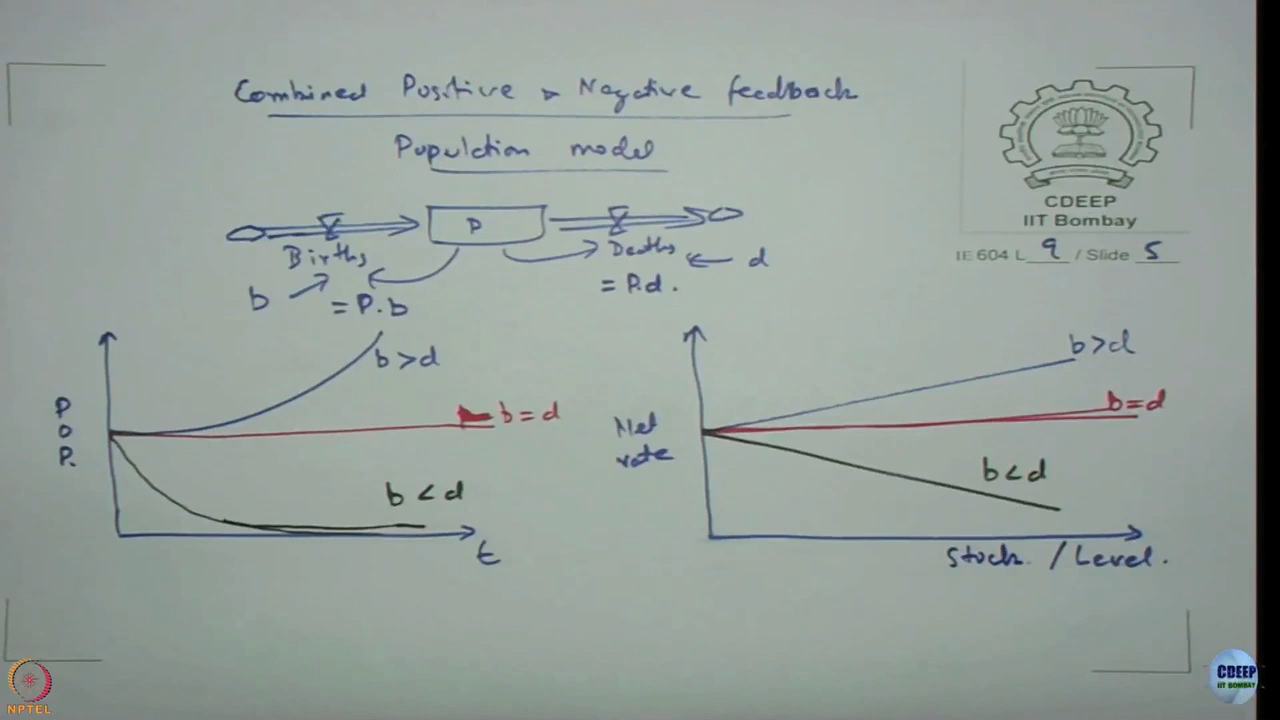 Combined Positive & Negative feedback
Population model
CDEEP
IIT Bombay
IE 604 L 9 / Slide 5
P
Births
Deaths
d
b
= P.b
= P.d.
b > d
b = d
b < d
POP.
t
Net rate
b > d
b = d
b < d
Stock / Level.
NPTEL
CDEEP
IIT BOMBAY